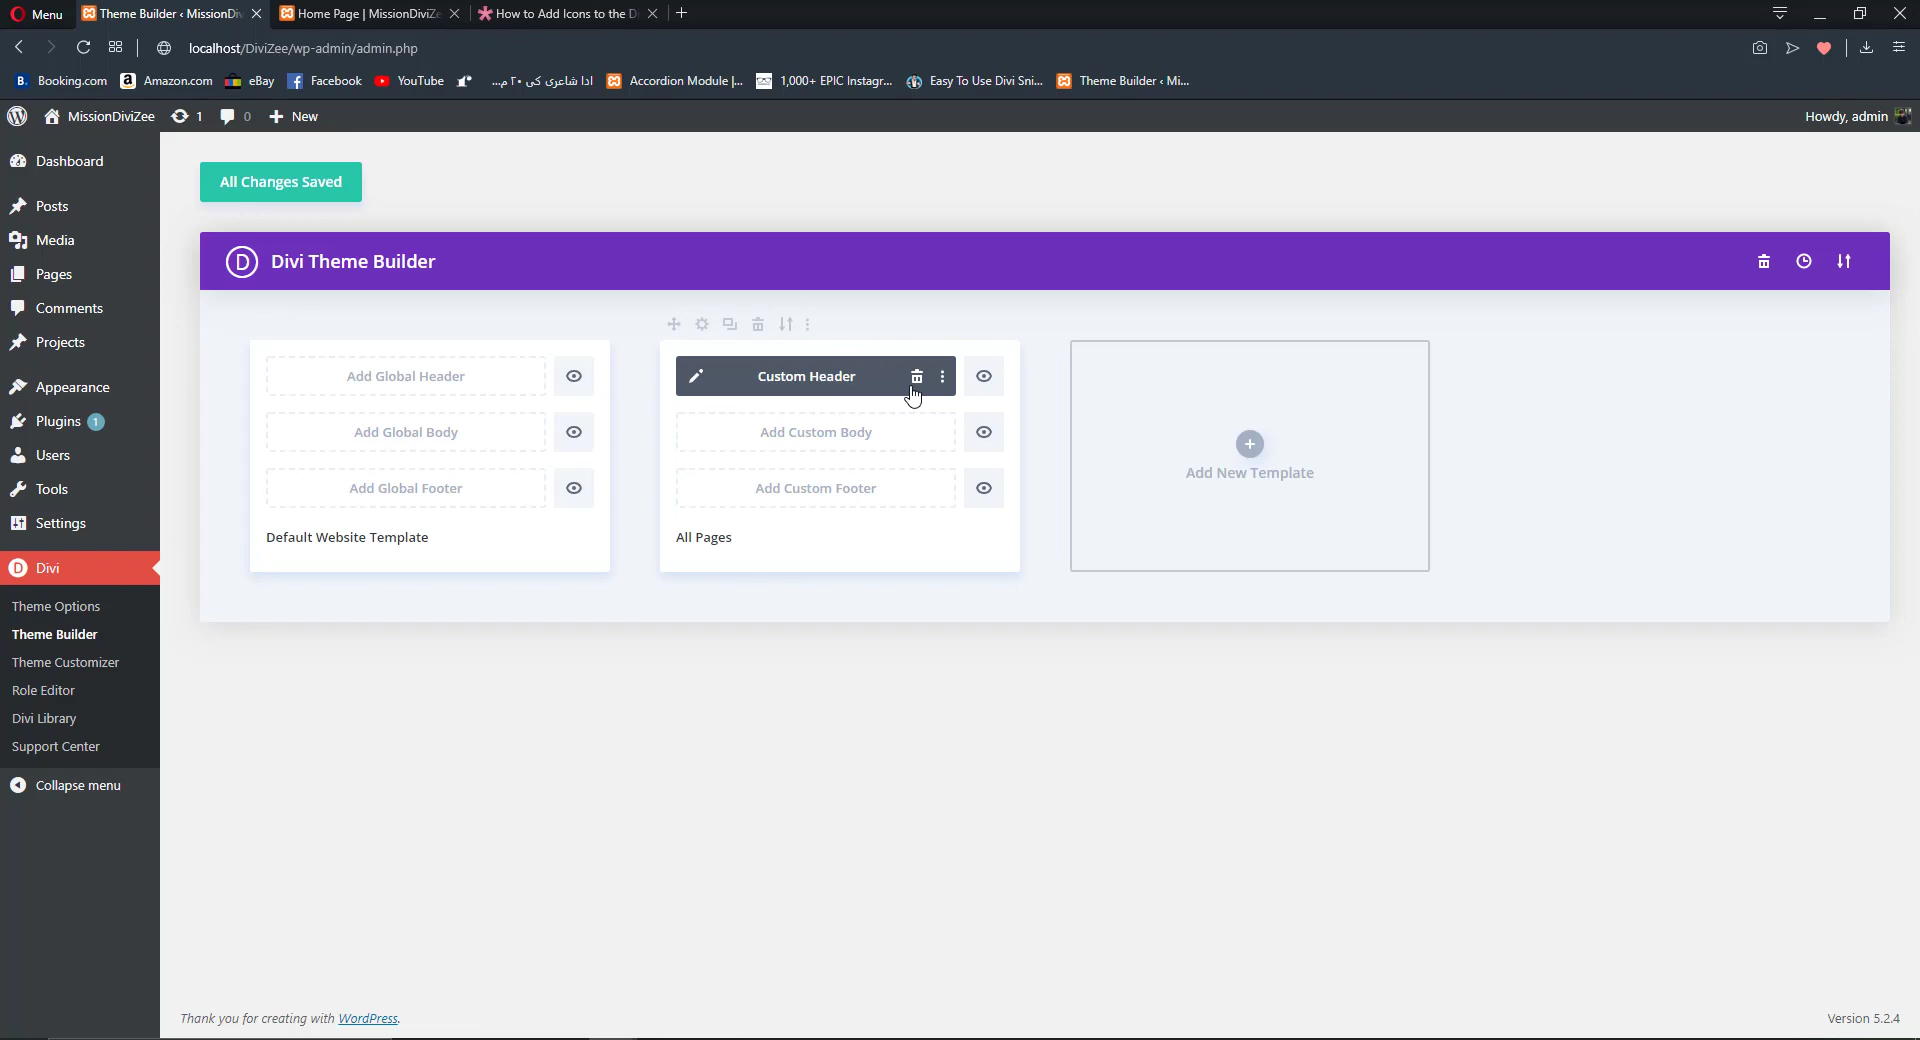 Menu
Theme Builder ‹ MissionDiv
Home Page | MissionDiviZe
How to Add Icons to the D
localhost/DiviZee/wp-admin/admin.php
B. Booking.com
a Amazon.com
eBay
Facebook
YouTube
ادا شاعری کی ۲۰ م...
Accordion Module |...
1,000+ EPIC Instagr...
Easy To Use Divi Sni...
Theme Builder ‹ Mi...
MissionDiviZee
1
0
New
Howdy, admin
Dashboard
Posts
Media
Pages
Comments
Projects
Appearance
Plugins 1
Users
Tools
Settings
D Divi
Theme Options
Theme Builder
Theme Customizer
Role Editor
Divi Library
Support Center
Collapse menu
All Changes Saved
D Divi Theme Builder
Add Global Header
Add Global Body
Add Global Footer
Default Website Template
Custom Header
Add Custom Body
Add Custom Footer
All Pages
Add New Template
Thank you for creating with WordPress.
Version 5.2.4